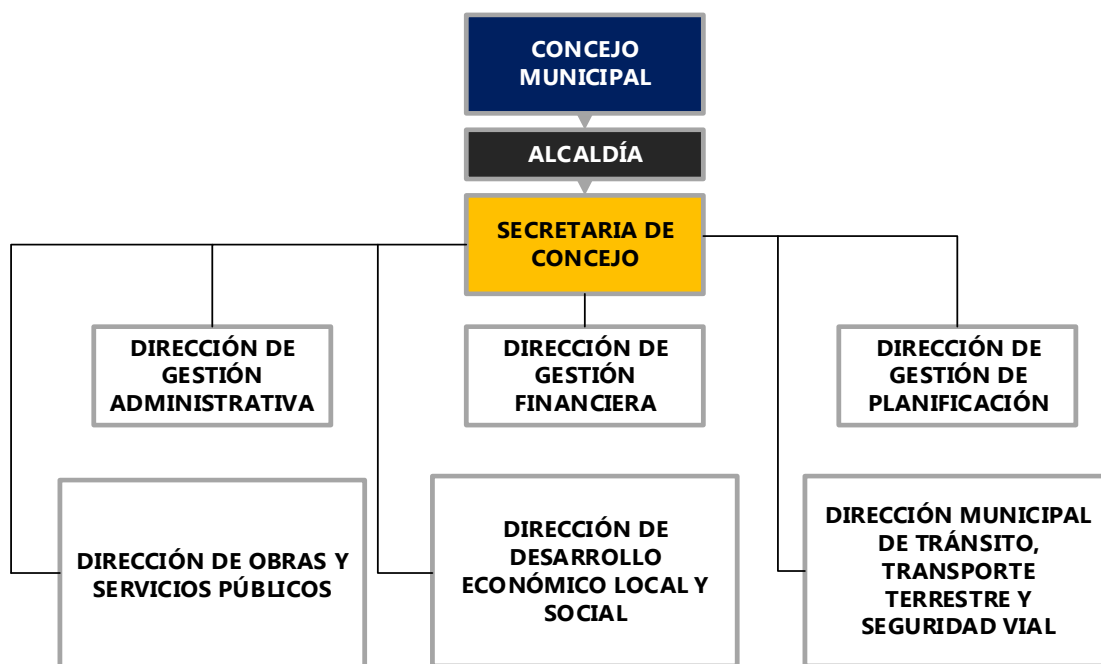 CONCEJO
MUNICIPAL
ALCALDÍA
SECRETARIA DE
CONCEJO
DIRECCIÓN DE
GESTIÓN
ADMINISTRATIVA
DIRECCIÓN DE
GESTIÓN
FINANCIERA
DIRECCIÓN DE
GESTIÓN DE
PLANIFICACIÓN
DIRECCIÓN DE OBRAS Y
SERVICIOS PÚBLICOS
DIRECCIÓN DE
DESARROLLO
ECONÓMICO LOCAL Y
SOCIAL
DIRECCIÓN MUNICIPAL
DE TRÁNSITO,
TRANSPORTE
TERRESTRE Y
SEGURIDAD VIAL